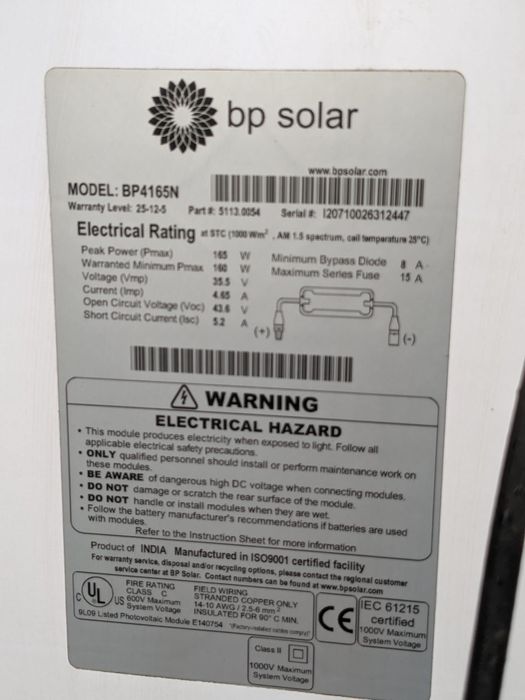 bp solar
www.bpsolar.com
MODEL: BP4165N
Warranty Level: 25-12-5 Part #: 5113.0054 Serial #: I20710026312447
Electrical Rating at STC (1000 W/m², AM 1.5 spectrum, cell temperature 25°C)
Peak Power (Pmax) 165 W
Warranted Minimum Pmax 160 W
Voltage (Vmp) 35.5 V
Current (Imp) 4.65 A
Open Circuit Voltage (Voc) 43.6 V
Short Circuit Current (Isc) 5.2 A
Minimum Bypass Diode 8 A
Maximum Series Fuse 15 A
(+)
(-)
WARNING
ELECTRICAL HAZARD
• This module produces electricity when exposed to light. Follow all
applicable electrical safety precautions.
• ONLY qualified personnel should install or perform maintenance work on
these modules.
• BE AWARE of dangerous high DC voltage when connecting modules.
• DO NOT damage or scratch the rear surface of the module.
• DO NOT handle or install modules when they are wet.
• Follow the battery manufacturer's recommendations if batteries are used
with modules.
Refer to the Instruction Sheet for more information
Product of INDIA Manufactured in ISO9001 certified facility
For warranty service, disposal and/or recycling options, please contact the regional customer
service center at BP Solar. Contact numbers can be found at www.bpsolar.com
C UL US
FIRE RATING
CLASS C
600V Maximum
System Voltage
FIELD WIRING
STRANDED COPPER ONLY
14-10 AWG / 2.5-6 mm²
INSULATED FOR 90° C MIN.
9L09 Listed Photovoltaic Module E140754
CE
IEC 61215
certified
1000V Maximum
System Voltage
Class II
1000V Maximum
System Voltage